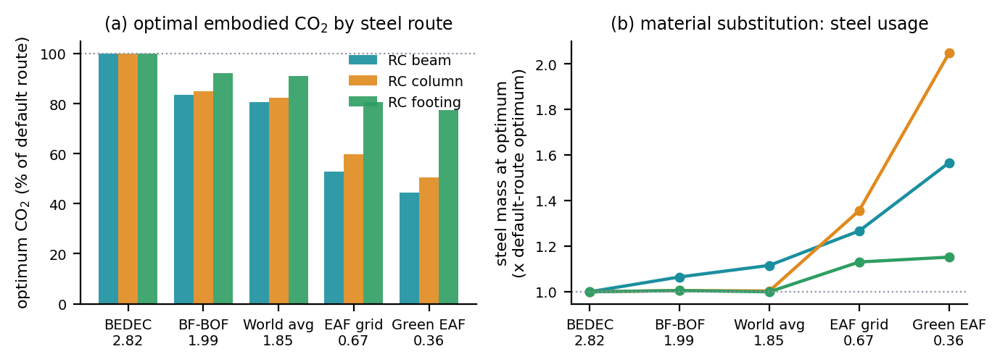 (a) optimal embodied CO₂ by steel route
optimum CO₂ (% of default route)
100
80
60
40
20
0
RC beam
RC column
RC footing
BEDEC
2.82
BF-BOF
1.99
World avg
1.85
EAF grid
0.67
Green EAF
0.36
(b) material substitution: steel usage
steel mass at optimum
(x default-route optimum)
2.0
1.8
1.6
1.4
1.2
1.0
BEDEC
2.82
BF-BOF
1.99
World avg
1.85
EAF grid
0.67
Green EAF
0.36